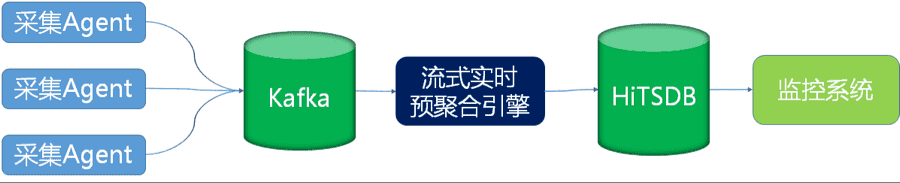 采集Agent
采集Agent
采集Agent
Kafka
流式实时
预聚合引擎
HiTSDB
监控系统